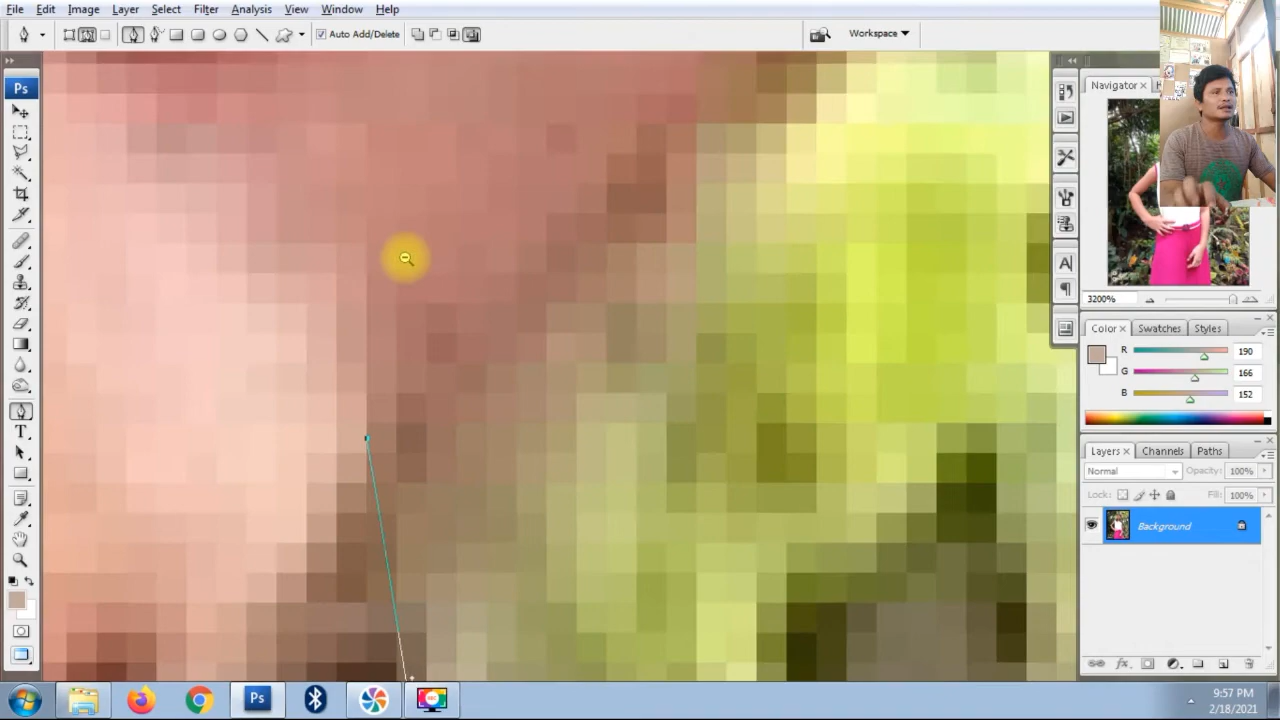 File Edit Image Layer Select Filter Analysis View Window Help
Auto Add/Delete
Workspace
Ps
Navigator
3200%
Color Swatches Styles
R 190
G 166
B 152
Layers Channels Paths
Normal Opacity: 100%
Lock: Fill: 100%
Background
T
A
Ps
9:57 PM
2/18/2021